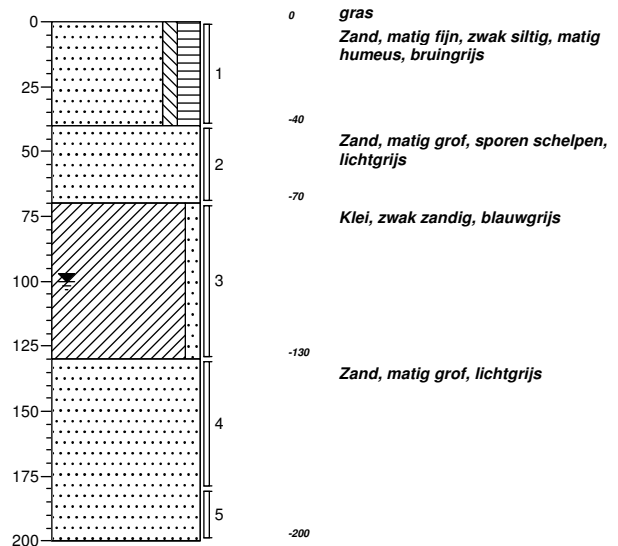 0
25
50
75
100
125
150
175
200
1
2
3
4
5
0
-40
-70
-130
-200
gras
Zand, matig fijn, zwak siltig, matig
humeus, bruingrijs
Zand, matig grof, sporen schelpen,
lichtgrijs
Klei, zwak zandig, blauwgrijs
Zand, matig grof, lichtgrijs